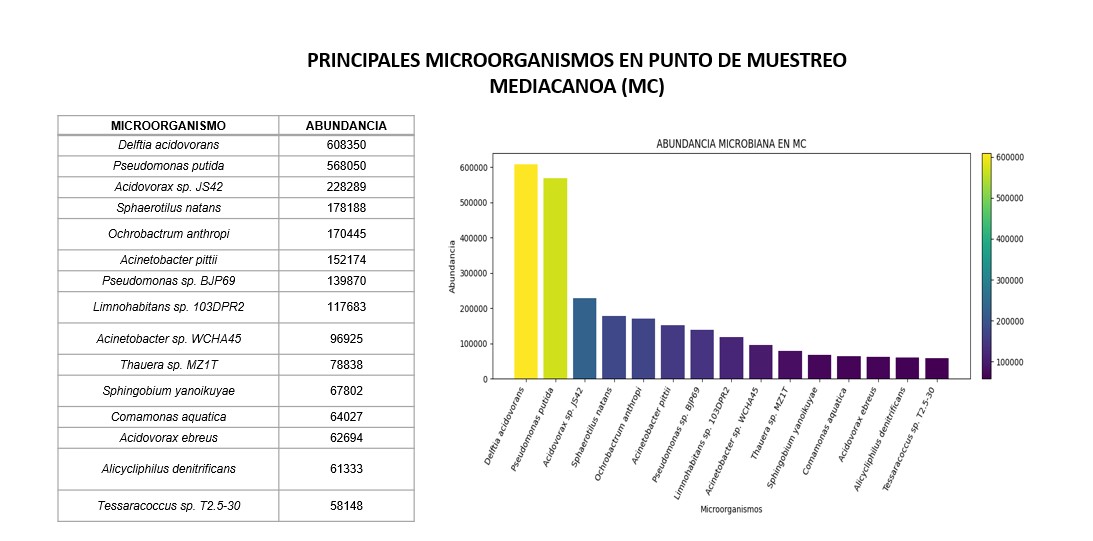 PRINCIPALES MICROORGANISMOS EN PUNTO DE MUESTREO
MEDIACANOA (MC)
MICROORGANISMO ABUNDANCIA
Delftia acidovorans 608350
Pseudomonas putida 568050
Acidovorax sp. JS42 228289
Sphaerotilus natans 178188
Ochrobactrum anthropi 170445
Acinetobacter pittii 152174
Pseudomonas sp. BJP69 139870
Limnohabitans sp. 103DPR2 117683
Acinetobacter sp. WCHA45 96925
Thauera sp. MZ1T 78838
Sphingobium yanoikuyae 67802
Comamonas aquatica 64027
Acidovorax ebreus 62694
Alicycliphilus denitrificans 61333
Tessaracoccus sp. T2.5-30 58148
ABUNDANCIA MICROBIANA EN MC
Abundancia
600000
500000
400000
300000
200000
100000
0
Delftia acidovorans
Pseudomonas putida
Acidovorax sp. JS42
Sphaerotilus natans
Ochrobactrum anthropi
Acinetobacter pittii
Pseudomonas sp. BJP69
Limnohabitans sp. 103DPR2
Acinetobacter sp. WCHA45
Thauera sp. MZ1T
Sphingobium yanoikuyae
Comamonas aquatica
Acidovorax ebreus
Alicycliphilus denitrificans
Tessaracoccus sp. T2.5-30
Microorganismos
600000
500000
400000
300000
200000
100000